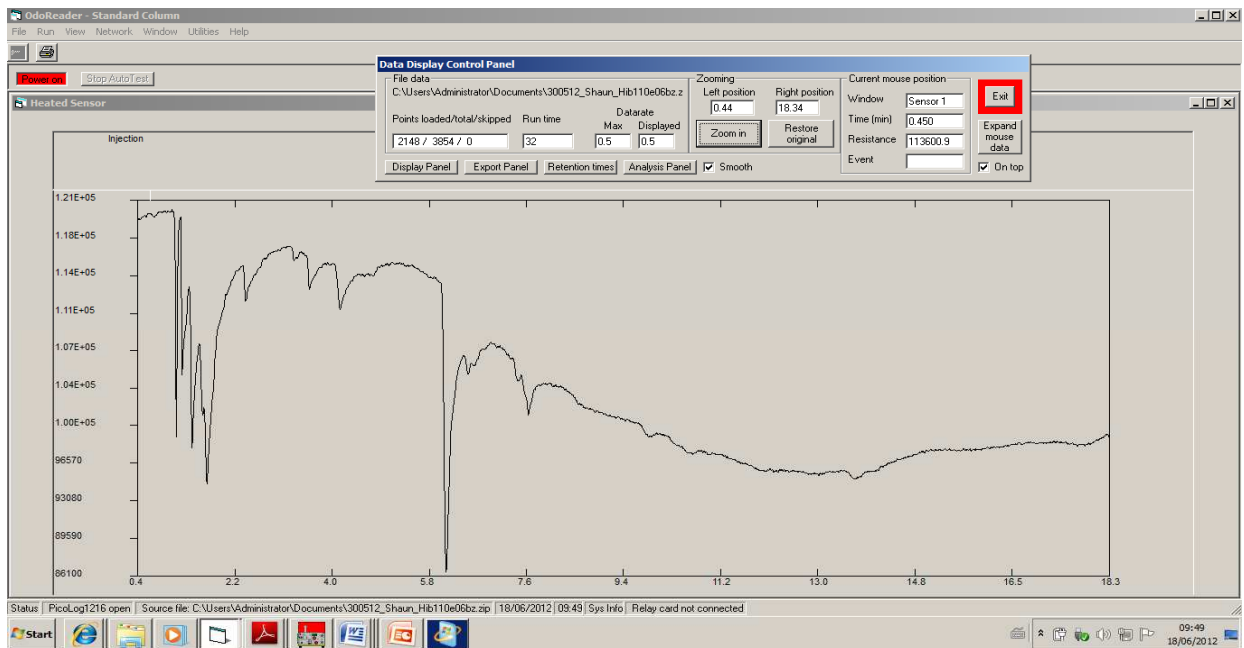 OdoReader - Standard Column
File Run View Network Window Utilities Help
Power on Stop AutoTest
Data Display Control Panel
File data
C:\Users\Administrator\Documents\300512_Shaun_Hib110e06bz.z
Points loaded/total/skipped Run time Datarate
Max Displayed
2148 / 3854 / 0 32 0.5 0.5
Zooming
Left position Right position
0.44 18.34
Zoom in Restore original
Current mouse position
Window Sensor 1
Time (min) 0.450
Resistance 113600.9
Event
Exit
Expand mouse data
On top
Display Panel Export Panel Retention times Analysis Panel Smooth
Heated Sensor
Injection
1.21E+05
1.18E+05
1.14E+05
1.11E+05
1.07E+05
1.04E+05
1.00E+05
96570
93080
89590
86100
0.4 2.2 4.0 5.8 7.6 9.4 11.2 13.0 14.8 16.5 18.3
Status PicoLog1216 open Source file: C:\Users\Administrator\Documents\300512_Shaun_Hib110e06bz.zip 18/06/2012 09:49 Sys Info Relay card not connected
Start
09:49
18/06/2012